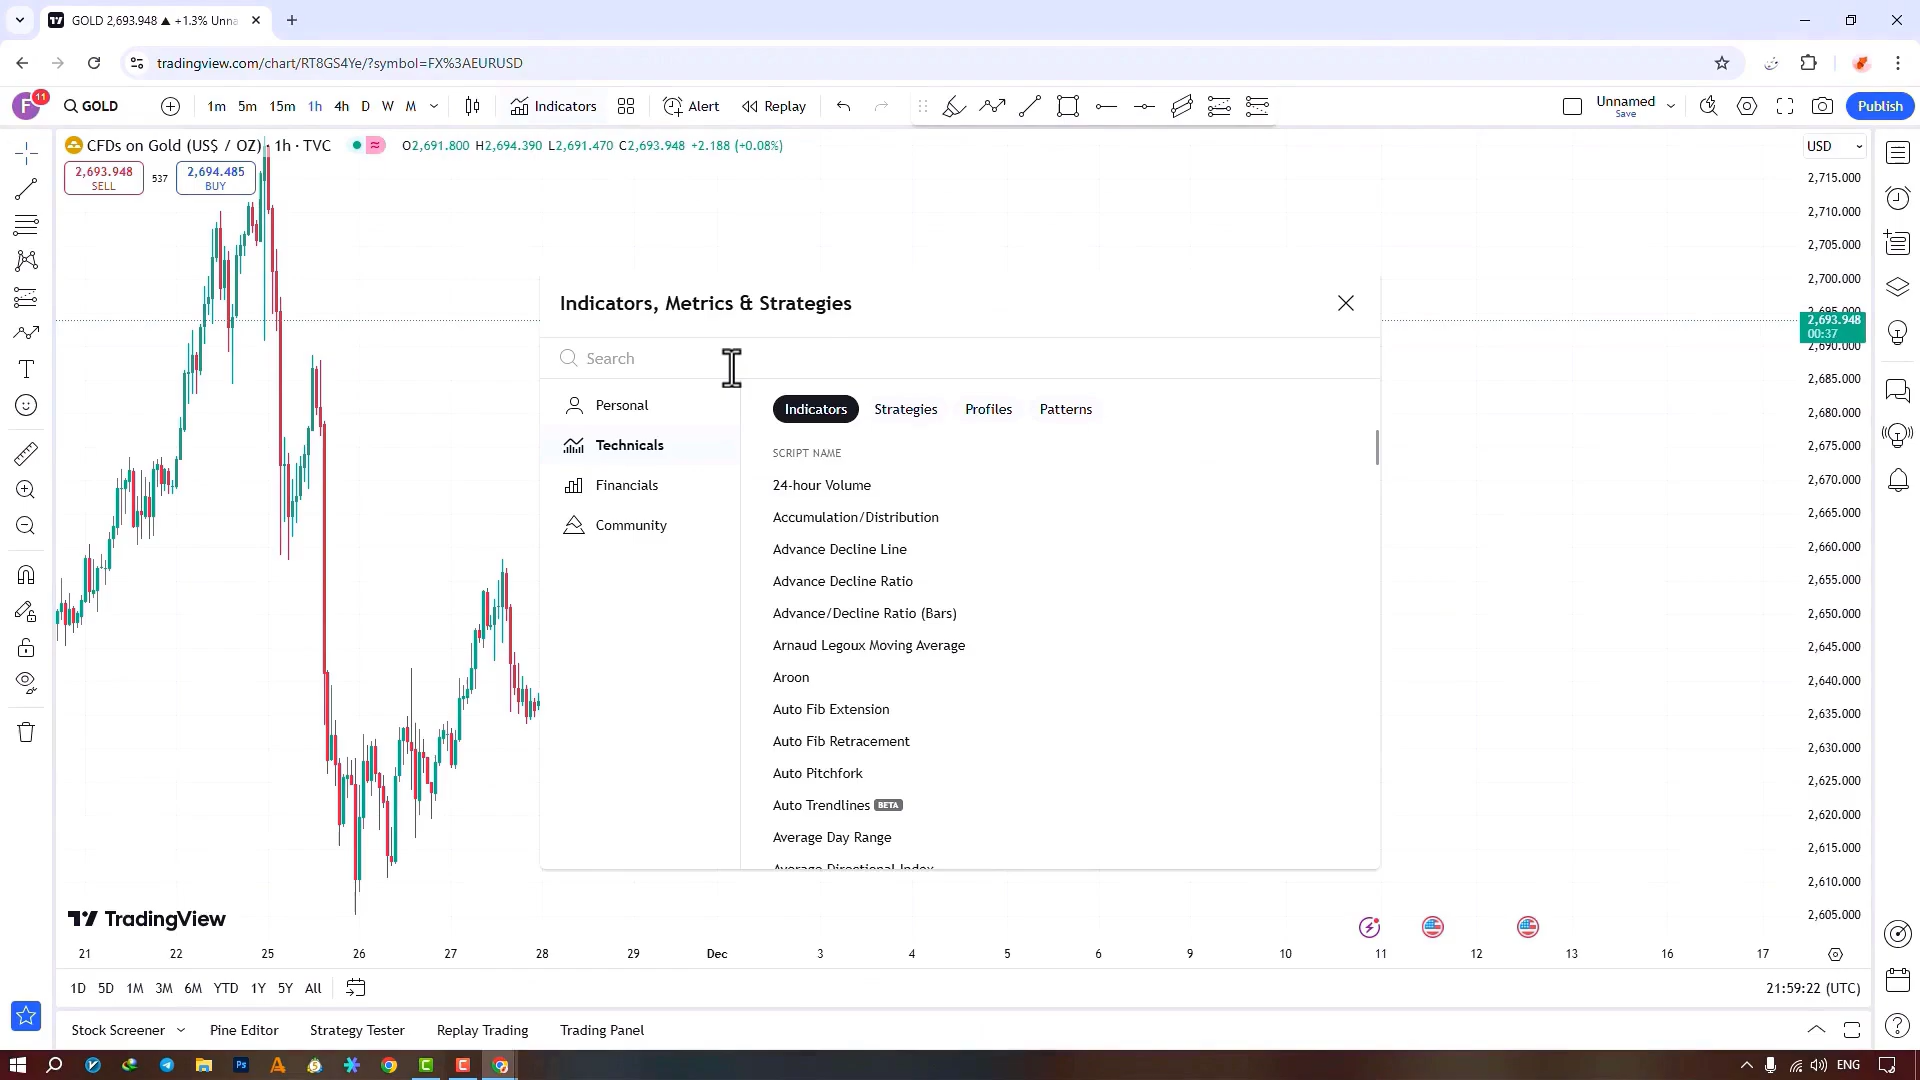 GOLD 2,693.948 ▲ +1.3% Unna
tradingview.com/chart/RT8GS4Ye/?symbol=FX%3AEURUSD
F 11 GOLD 1m 5m 15m 1h 4h D W M Indicators Alert Replay Unnamed Save Publish
CFDs on Gold (US$ / OZ) · 1h · TVC O2,691.800 H2,694.390 L2,691.470 C2,693.948 +2.188 (+0.08%) USD
2,693.948 SELL 537 2,694.485 BUY
2,715.000
2,710.000
2,705.000
2,700.000
2,695.000
2,693.948
00:37
2,690.000
2,685.000
2,680.000
2,675.000
2,670.000
2,665.000
2,660.000
2,655.000
2,650.000
2,645.000
2,640.000
2,635.000
2,630.000
2,625.000
2,620.000
2,615.000
2,610.000
2,605.000
Indicators, Metrics & Strategies
Search
Personal
Technicals
Financials
Community
Indicators Strategies Profiles Patterns
SCRIPT NAME
24-hour Volume
Accumulation/Distribution
Advance Decline Line
Advance Decline Ratio
Advance/Decline Ratio (Bars)
Arnaud Legoux Moving Average
Aroon
Auto Fib Extension
Auto Fib Retracement
Auto Pitchfork
Auto Trendlines BETA
Average Day Range
Average Directional Index
TradingView
21 22 25 26 27 28 29 Dec 3 4 5 6 9 10 11 12 13 16 17
1D 5D 1M 3M 6M YTD 1Y 5Y All 21:59:22 (UTC)
Stock Screener Pine Editor Strategy Tester Replay Trading Trading Panel
Ps C C ENG